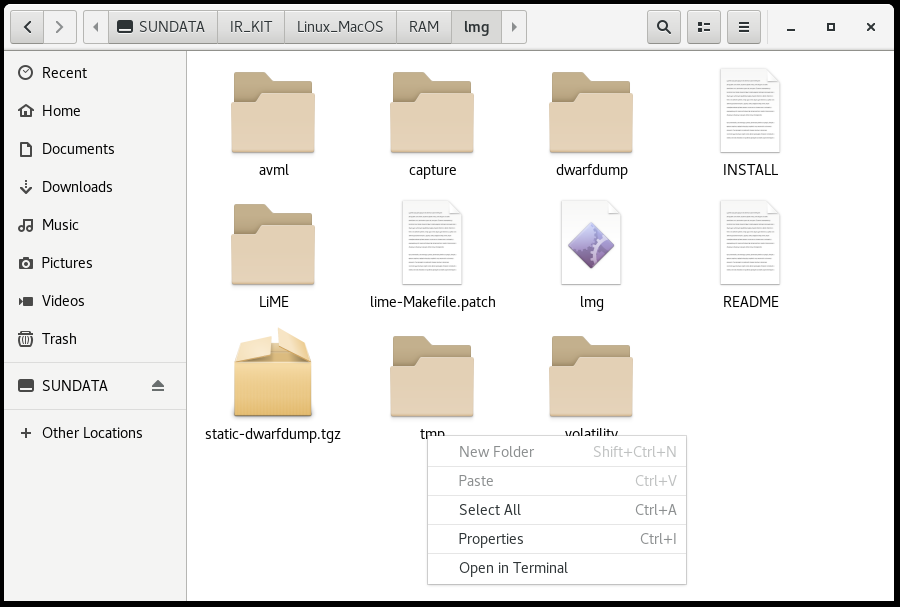 SUNDATA IR_KIT Linux_MacOS RAM lmg
Recent
Home
Documents
Downloads
Music
Pictures
Videos
Trash
SUNDATA
Other Locations
avml capture dwarfdump INSTALL
LiME lime-Makefile.patch lmg README
static-dwarfdump.tgz tmp volatility
New Folder Shift+Ctrl+N
Paste Ctrl+V
Select All Ctrl+A
Properties Ctrl+I
Open in Terminal